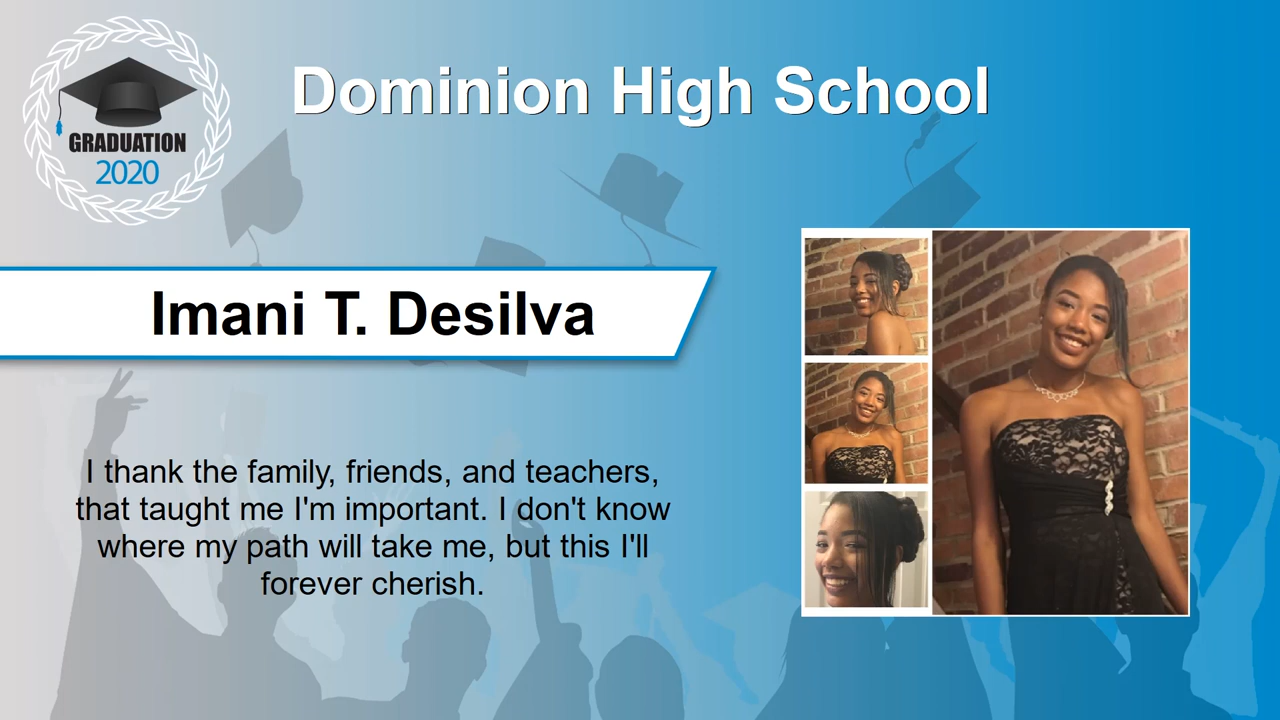 GRADUATION
2020
Dominion High School
Imani T. Desilva
I thank the family, friends, and teachers,
that taught me I'm important. I don't know
where my path will take me, but this I'll
forever cherish.